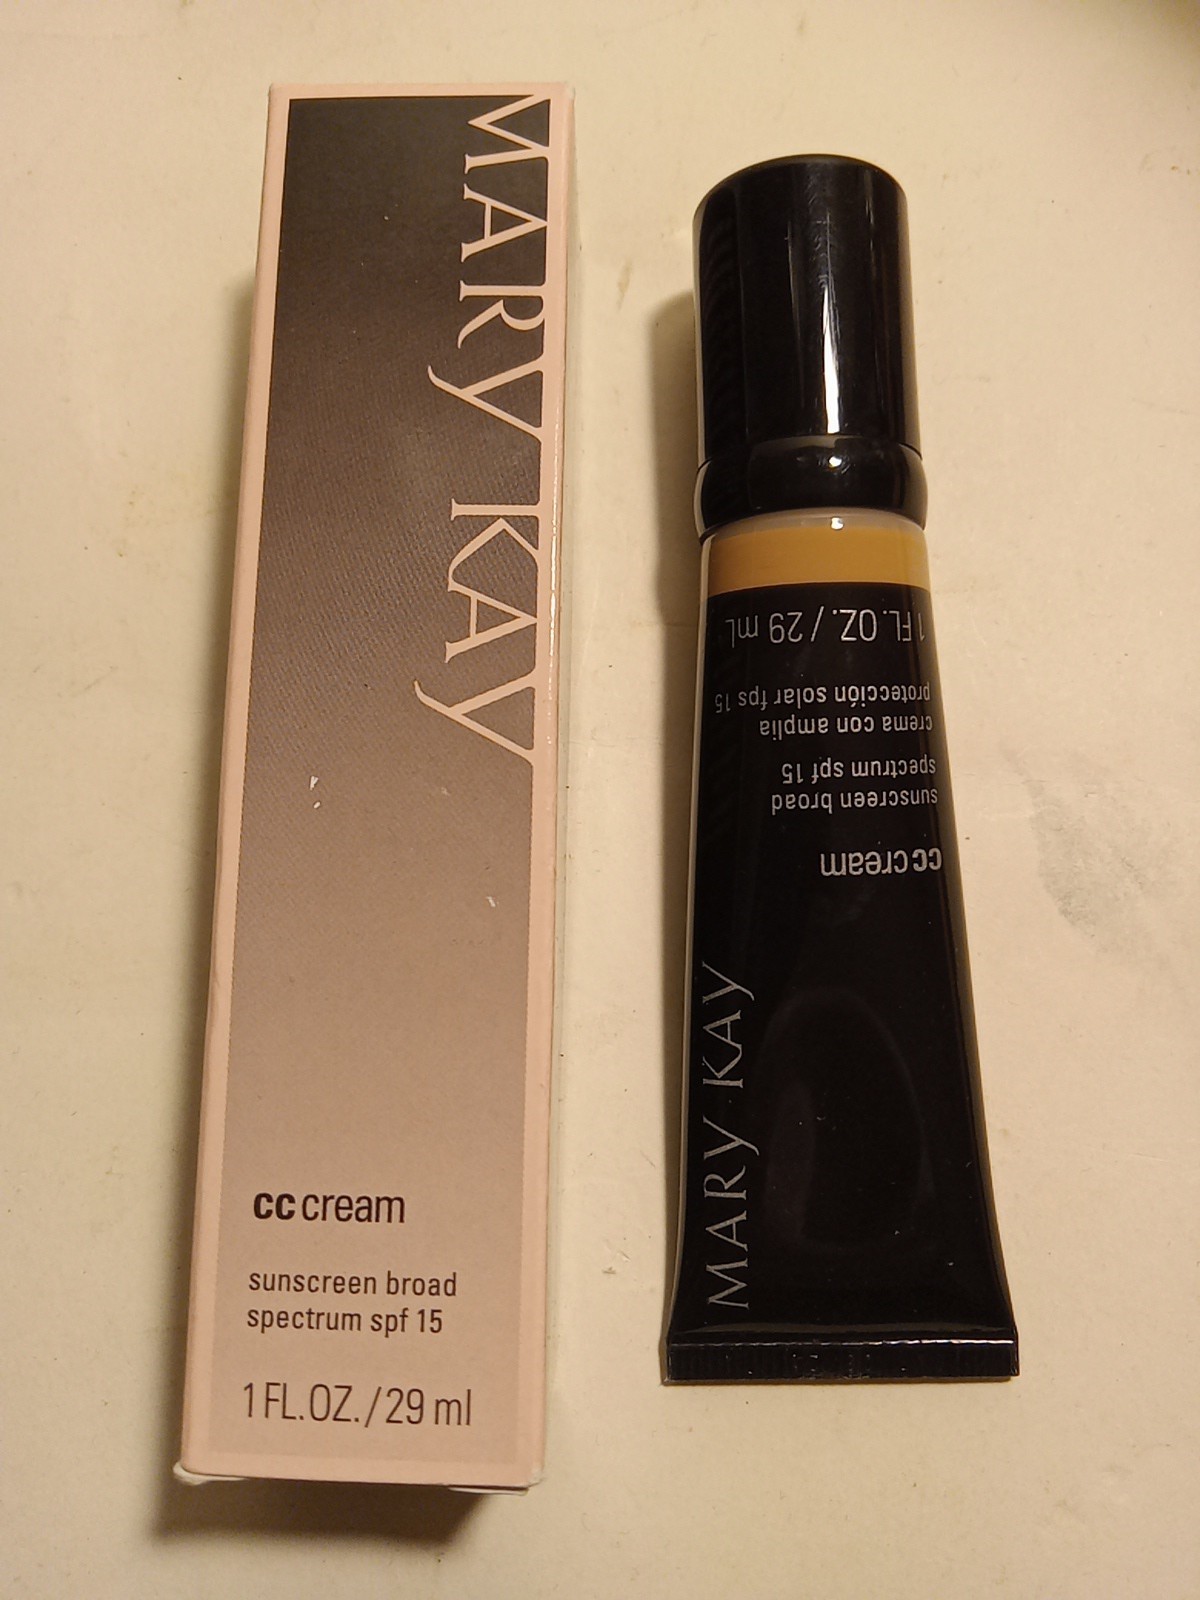 MARY KAY
cc cream
sunscreen broad
spectrum spf 15
1 FL.OZ./29 ml
MARY KAY
cc cream
sunscreen broad
spectrum spf 15
crema con amplia
protección solar fps 15
1 FL.OZ./29 mL